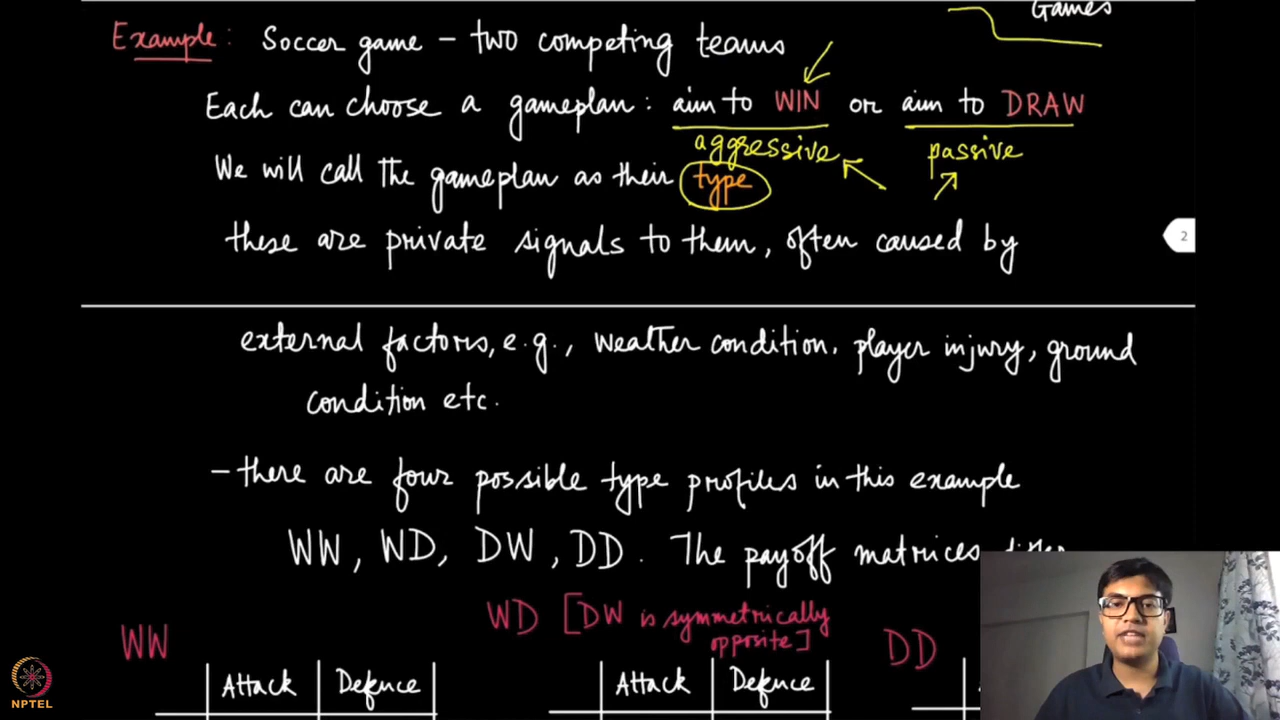 Games
Example: Soccer game – two competing teams
Each can choose a gameplan: aim to WIN or aim to DRAW
aggressive passive
We will call the gameplan as their type
these are private signals to them, often caused by
2
external factors, e.g., weather condition, player injury, ground
condition etc.
– there are four possible type profiles in this example
WW, WD, DW, DD. The payoff matrices differ
WD [DW is symmetrically
opposite]
WW
DD
Attack Defence
Attack Defence
NPTEL